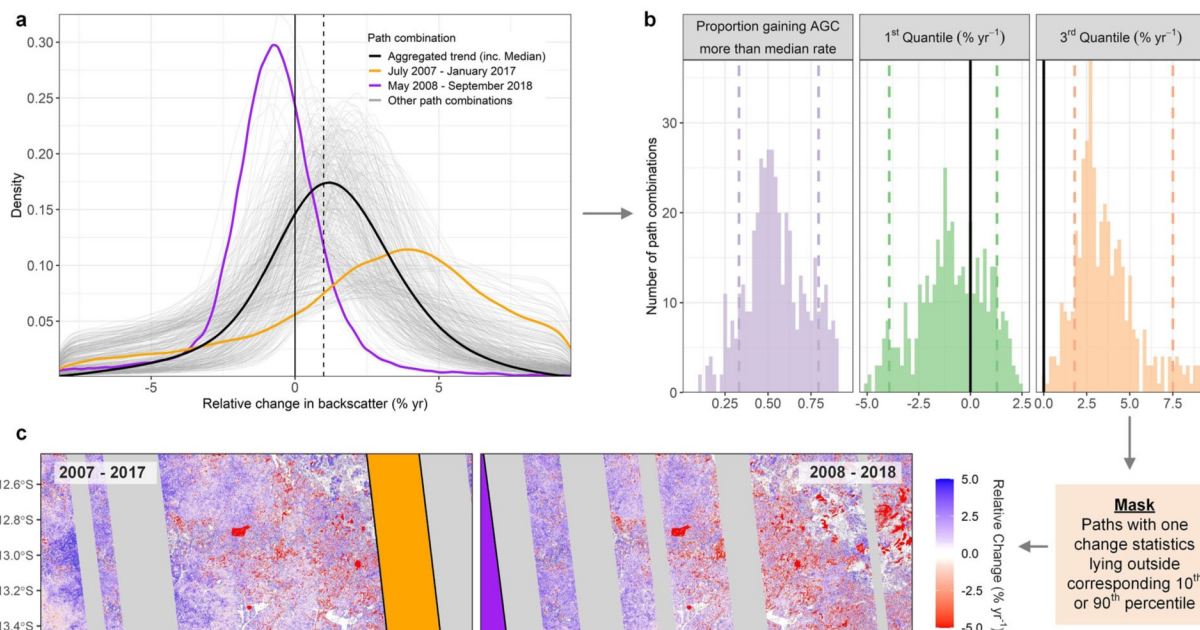 a
0.30
0.25
0.20
0.15
0.10
0.05
Density
-5
0
5
Relative change in backscatter (% yr)
Path combination
Aggregated trend (inc. Median)
July 2007 - January 2017
May 2008 - September 2018
Other path combinations
b
Proportion gaining AGC
more than median rate
1st Quantile (% yr⁻¹)
3rd Quantile (% yr⁻¹)
Number of path combinations
30
20
10
0
0.25
0.50
0.75
-5.0
-2.5
0.0
2.5
0.0
2.5
5.0
7.5
c
2007 - 2017
2008 - 2018
12.6°S
12.8°S
13.0°S
13.2°S
13.4°S
5.0
2.5
0.0
-2.5
-5.0
Relative Change (% yr⁻¹)
Mask
Paths with one
change statistics
lying outside
corresponding 10th
or 90th percentile